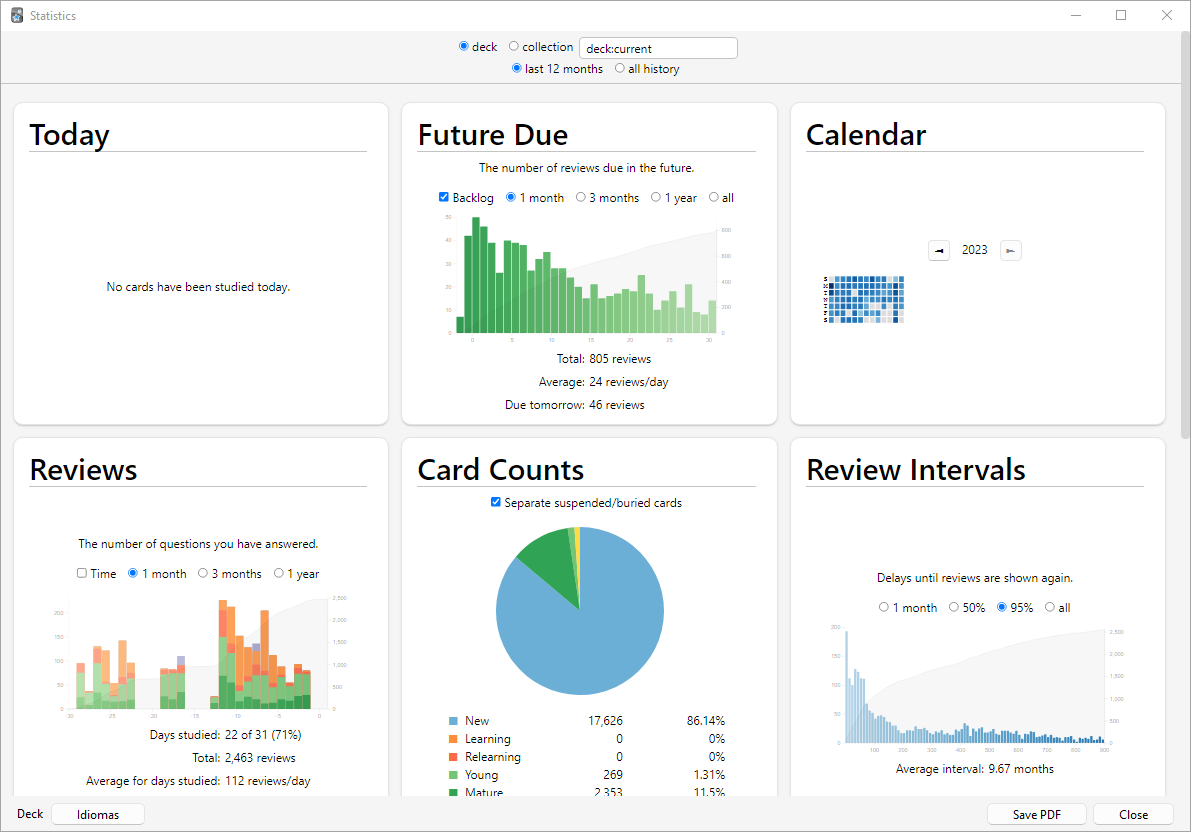 Statistics
deck collection deck:current
last 12 months all history
Today
No cards have been studied today.
Future Due
The number of reviews due in the future.
Backlog 1 month 3 months 1 year all
50
40
30
20
10
0
800
600
400
200
0
0 5 10 15 20 25 30
Total: 805 reviews
Average: 24 reviews/day
Due tomorrow: 46 reviews
Calendar
2023
S
M
T
W
T
F
S
Reviews
The number of questions you have answered.
Time 1 month 3 months 1 year
200
150
100
50
0
2,500
2,000
1,500
1,000
500
0
30 -25 -20 -15 -10 -5 0
Days studied: 22 of 31 (71%)
Total: 2,463 reviews
Average for days studied: 112 reviews/day
Card Counts
Separate suspended/buried cards
New 17,626 86.14%
Learning 0 0%
Relearning 0 0%
Young 269 1.31%
Mature 2,353 11.5%
Review Intervals
Delays until reviews are shown again.
1 month 50% 95% all
200
150
100
50
0
2,500
2,000
1,500
1,000
500
0
100 200 300 400 500 600 700 800 900
Average interval: 9.67 months
Deck Idiomas Save PDF Close